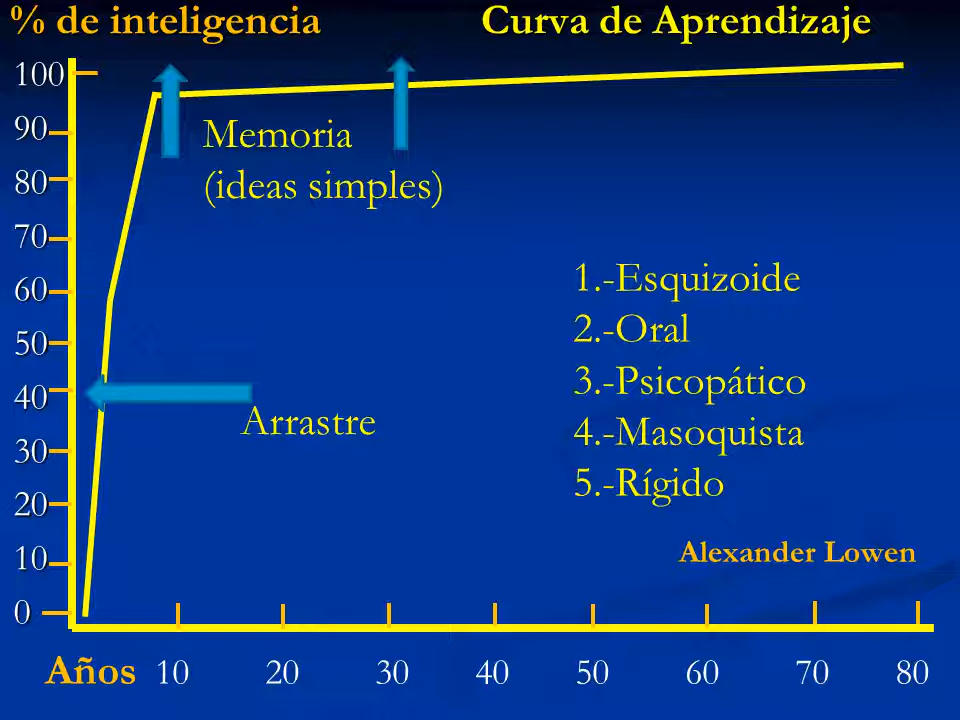 % de inteligencia
Curva de Aprendizaje
100
90
80
70
60
50
40
30
20
10
0
Memoria
(ideas simples)
Arrastre
1.-Esquizoide
2.-Oral
3.-Psicopático
4.-Masoquista
5.-Rígido
Alexander Lowen
Años 10 20 30 40 50 60 70 80